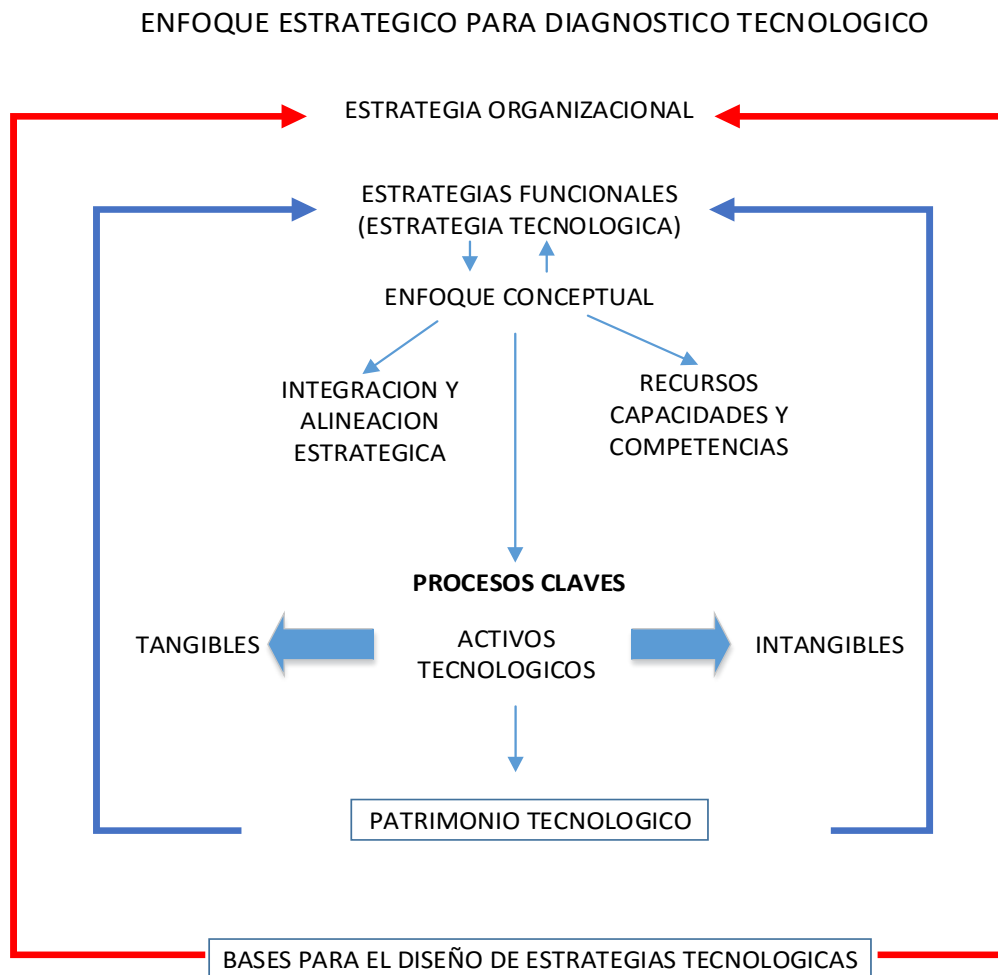 ENFOQUE ESTRATEGICO PARA DIAGNOSTICO TECNOLOGICO
ESTRATEGIA ORGANIZACIONAL
ESTRATEGIAS FUNCIONALES
(ESTRATEGIA TECNOLOGICA)
ENFOQUE CONCEPTUAL
INTEGRACION Y
ALINEACION
ESTRATEGICA
RECURSOS
CAPACIDADES Y
COMPETENCIAS
PROCESOS CLAVES
TANGIBLES
ACTIVOS
TECNOLOGICOS
INTANGIBLES
PATRIMONIO TECNOLOGICO
BASES PARA EL DISEÑO DE ESTRATEGIAS TECNOLOGICAS